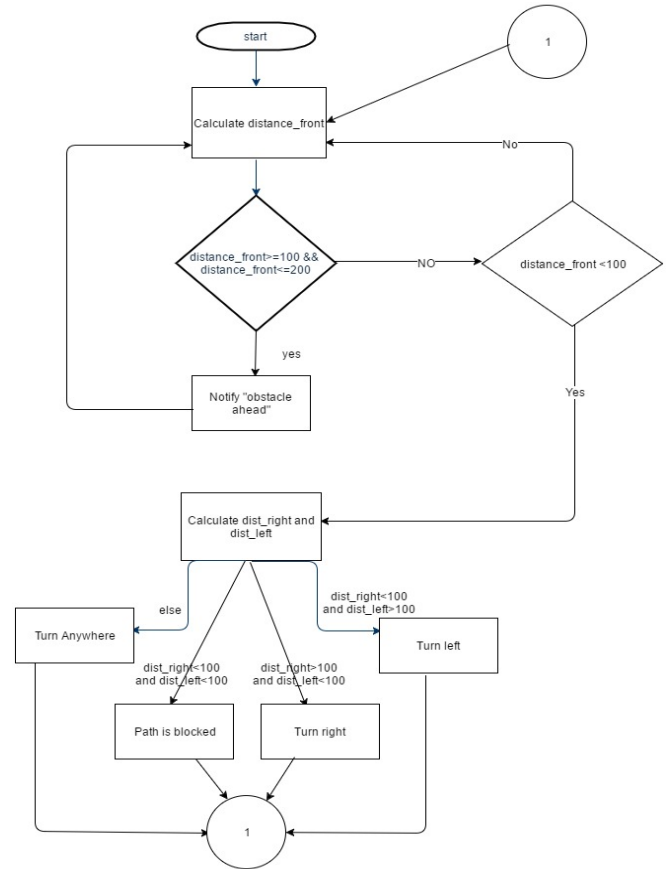 start
1
Calculate distance_front
No
distance_front>=100 &&
distance_front<=200
NO
distance_front <100
yes
Notify "obstacle
ahead"
Yes
Calculate dist_right and
dist_left
else
dist_right<100
and dist_left>100
Turn Anywhere
Turn left
dist_right<100
and dist_left<100
dist_right>100
and dist_left<100
Path is blocked
Turn right
1